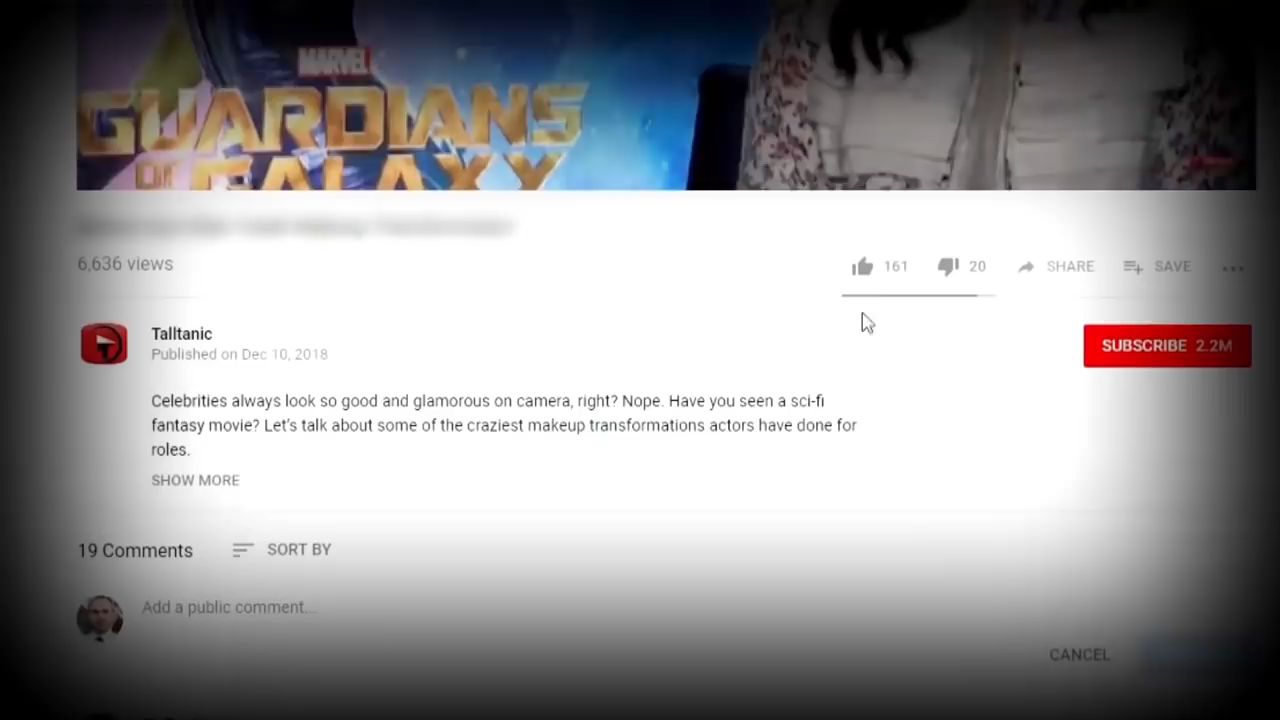 MARVEL
GUARDIANS
OF GALAXY
6,636 views
161 20 SHARE SAVE
Talltanic
Published on Dec 10, 2018
SUBSCRIBE 2.2M
Celebrities always look so good and glamorous on camera, right? Nope. Have you seen a sci-fi
fantasy movie? Let's talk about some of the craziest makeup transformations actors have done for
roles.
SHOW MORE
19 Comments SORT BY
Add a public comment...
CANCEL